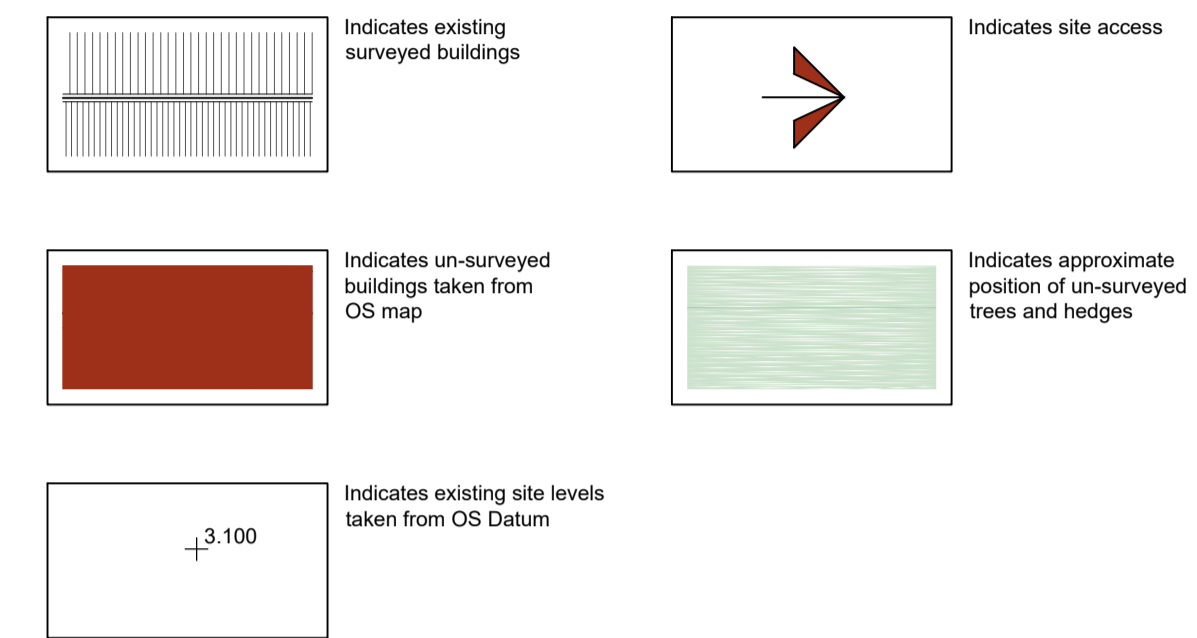 Indicates existing
surveyed buildings
Indicates site access
Indicates un-surveyed
buildings taken from
OS map
Indicates approximate
position of un-surveyed
trees and hedges
3.100
Indicates existing site levels
taken from OS Datum